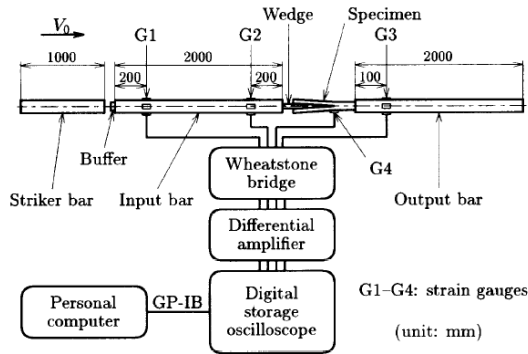 V0
G1
G2
Wedge
Specimen
G3
1000
2000
2000
200
200
100
Buffer
G4
Striker bar
Input bar
Output bar
Wheatstone
bridge
Differential
amplifier
Personal
computer
GP-IB
Digital
storage
oscilloscope
G1–G4: strain gauges
(unit: mm)